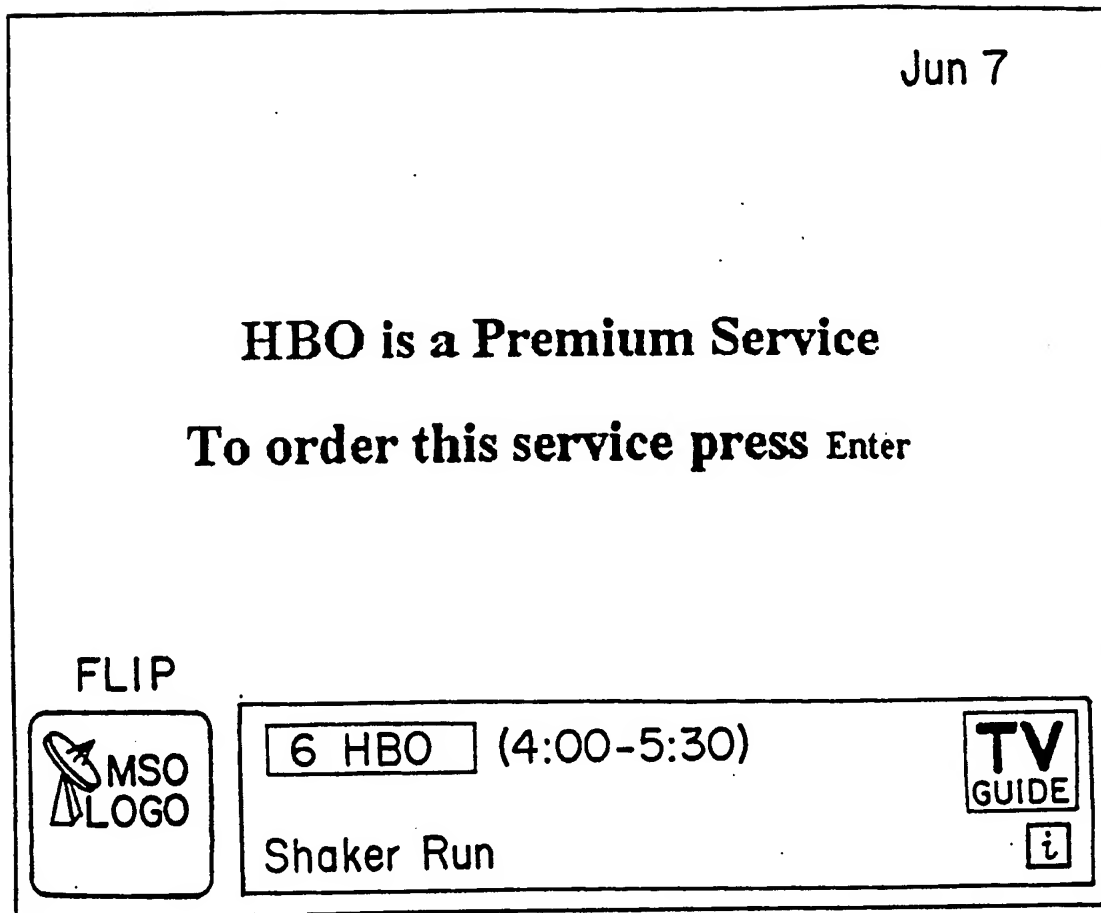 Jun 7
HBO is a Premium Service
To order this service press Enter
FLIP
MSO
LOGO
6 HBO (4:00-5:30)
TV
GUIDE
Shaker Run
i